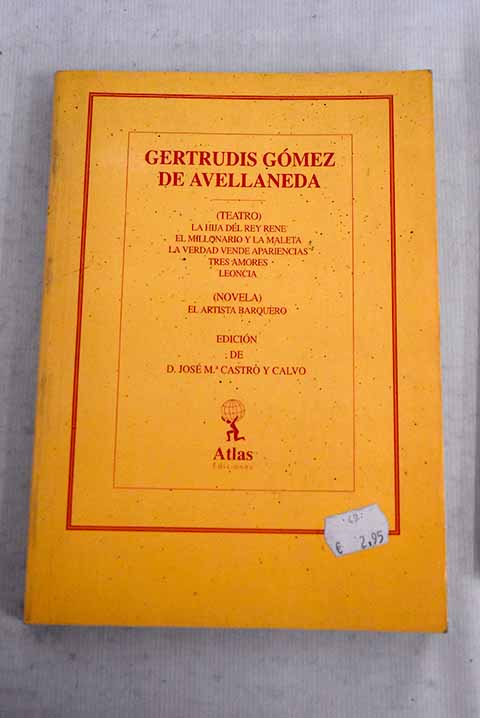 GERTRUDIS GÓMEZ
DE AVELLANEDA
(TEATRO)
LA HIJA DEL REY RENE
EL MILLONARIO Y LA MALETA
LA VERDAD VENDE APARIENCIAS
TRES AMORES
LEONCIA
(NOVELA)
EL ARTISTA BARQUERO
EDICIÓN
DE
D. JOSÉ M.ª CASTRO Y CALVO
Atlas
Ediciones
€ 2,95